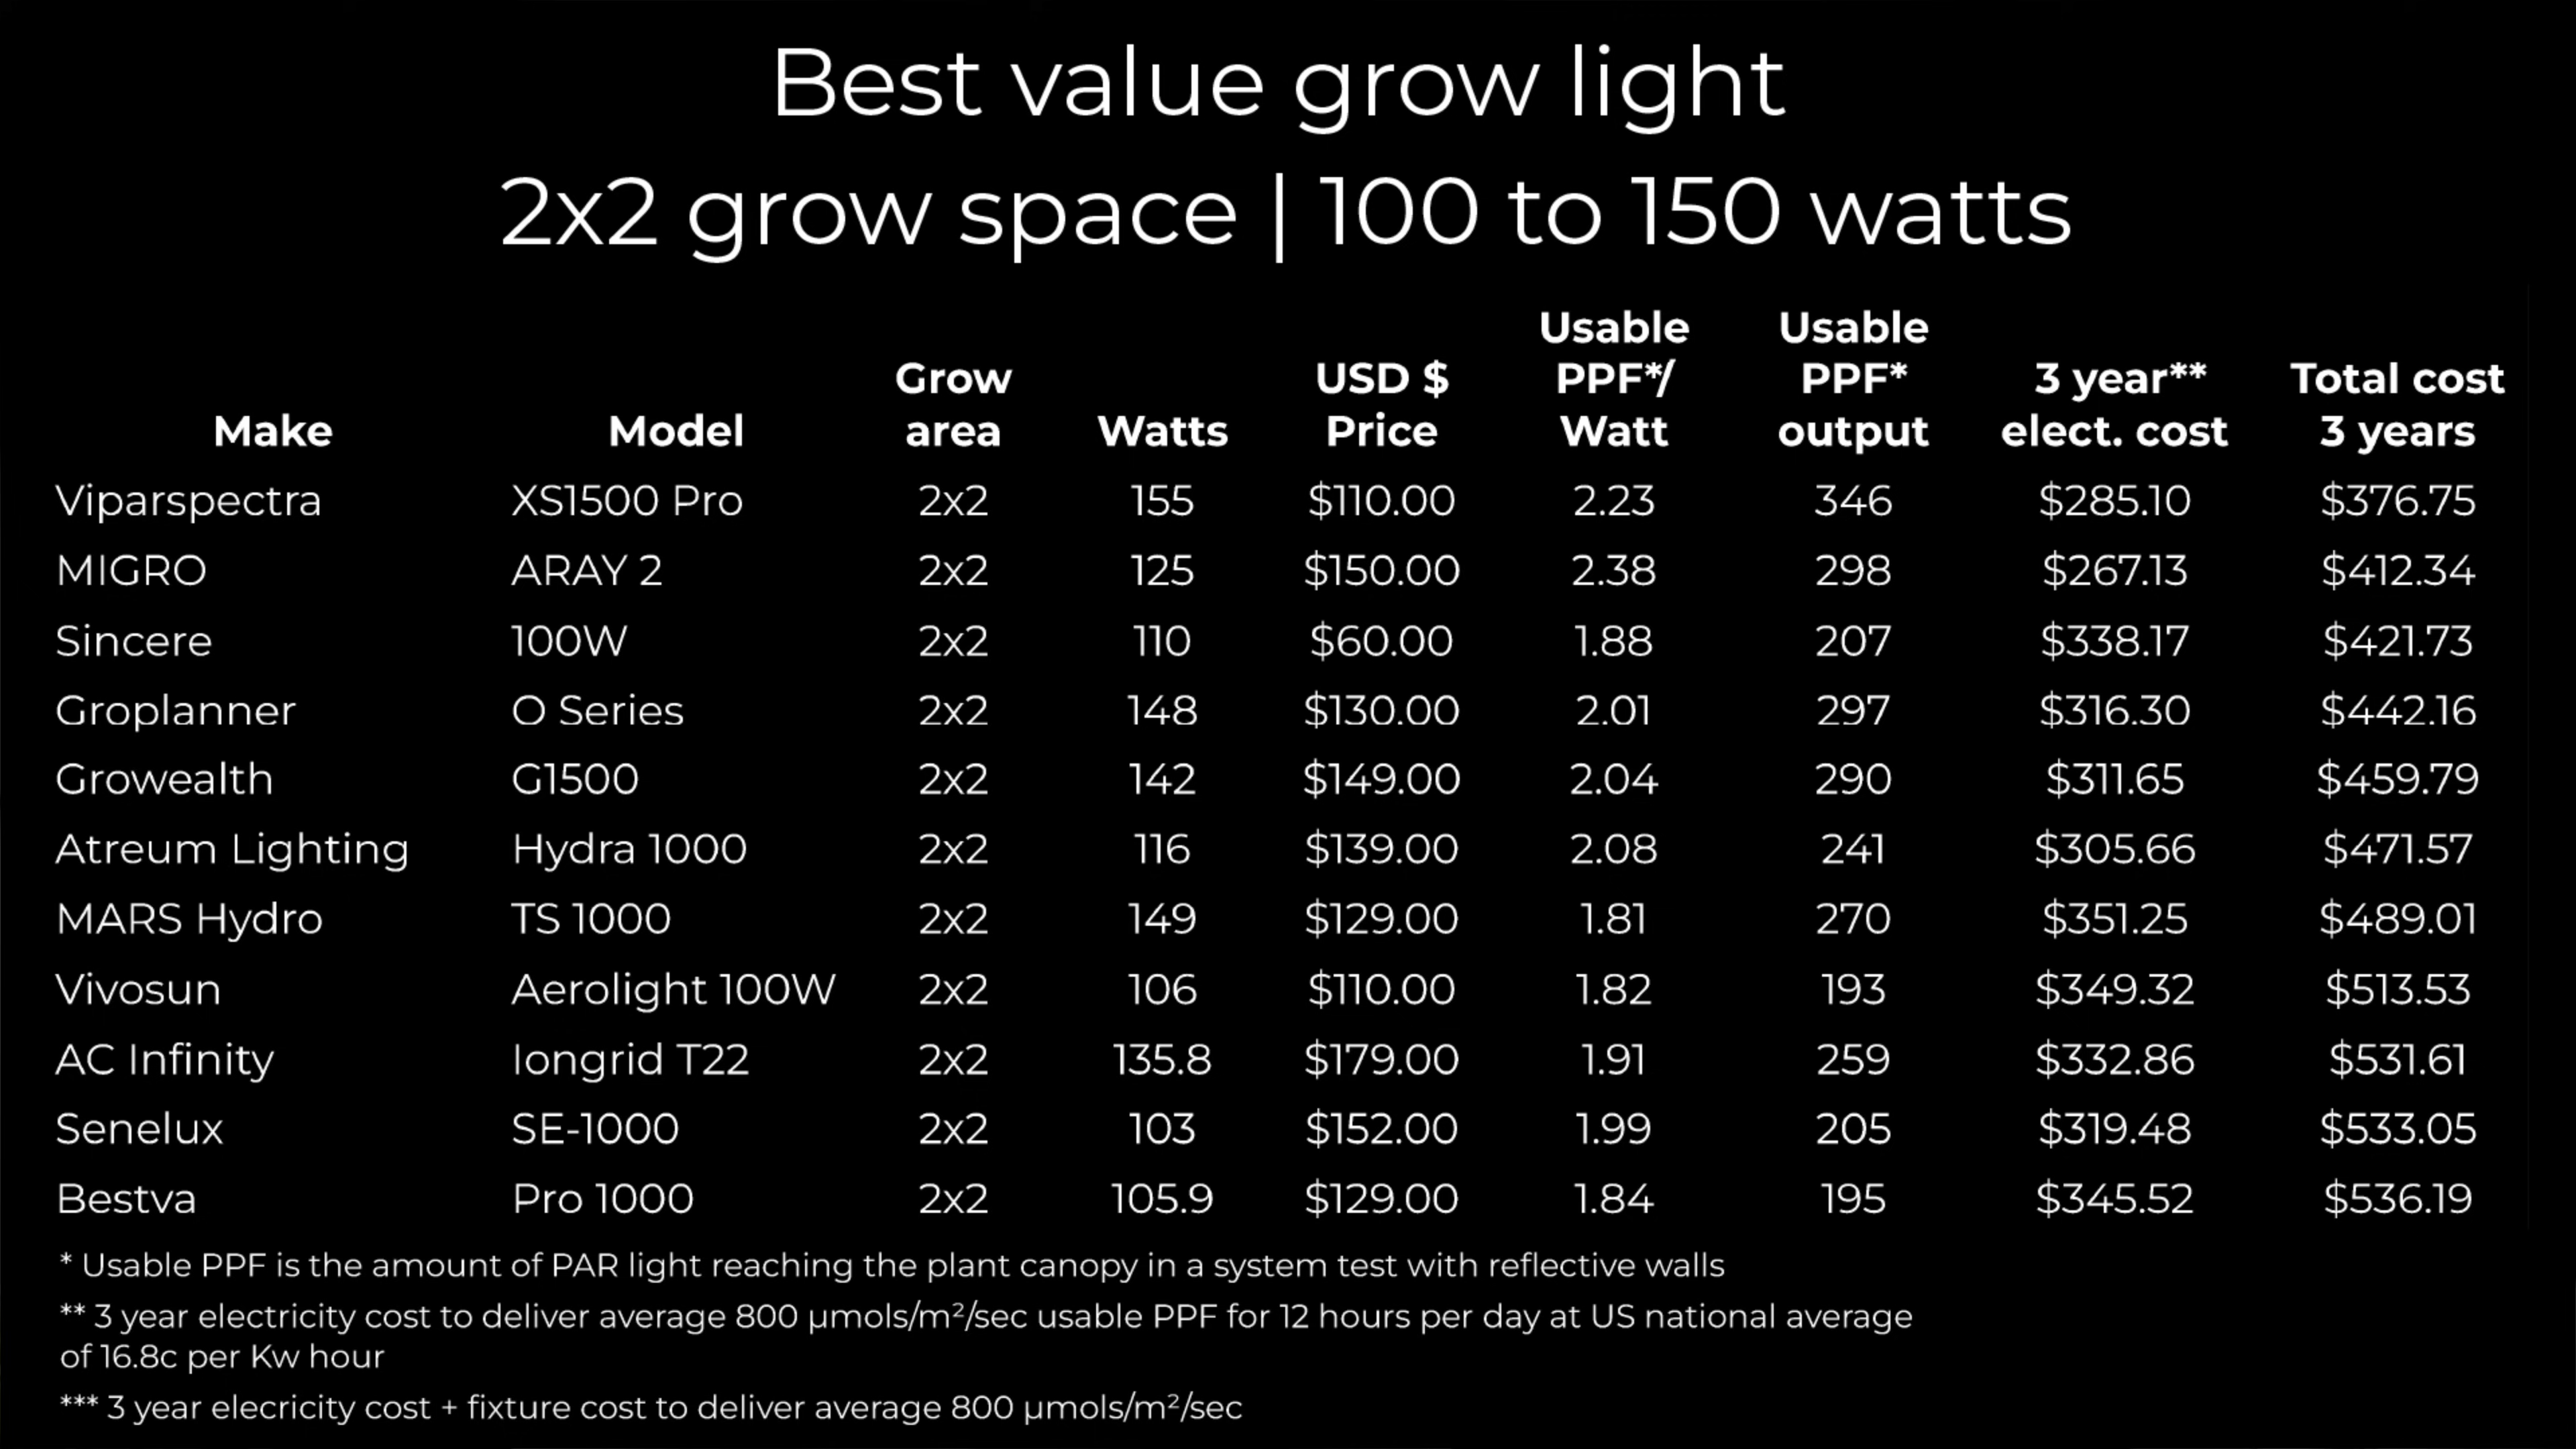 Best value grow light
2x2 grow space | 100 to 150 watts
Make Model Grow area Watts USD $ Price Usable PPF*/ Watt Usable PPF* output 3 year** elect. cost Total cost 3 years
Viparspectra XS1500 Pro 2x2 155 $110.00 2.23 346 $285.10 $376.75
MIGRO ARAY 2 2x2 125 $150.00 2.38 298 $267.13 $412.34
Sincere 100W 2x2 110 $60.00 1.88 207 $338.17 $421.73
Groplanner O Series 2x2 148 $130.00 2.01 297 $316.30 $442.16
Growealth G1500 2x2 142 $149.00 2.04 290 $311.65 $459.79
Atreum Lighting Hydra 1000 2x2 116 $139.00 2.08 241 $305.66 $471.57
MARS Hydro TS 1000 2x2 149 $129.00 1.81 270 $351.25 $489.01
Vivosun Aerolight 100W 2x2 106 $110.00 1.82 193 $349.32 $513.53
AC Infinity Iongrid T22 2x2 135.8 $179.00 1.91 259 $332.86 $531.61
Senelux SE-1000 2x2 103 $152.00 1.99 205 $319.48 $533.05
Bestva Pro 1000 2x2 105.9 $129.00 1.84 195 $345.52 $536.19
* Usable PPF is the amount of PAR light reaching the plant canopy in a system test with reflective walls
** 3 year electricity cost to deliver average 800 µmols/m²/sec usable PPF for 12 hours per day at US national average
of 16.8c per Kw hour
*** 3 year elecricity cost + fixture cost to deliver average 800 µmols/m²/sec